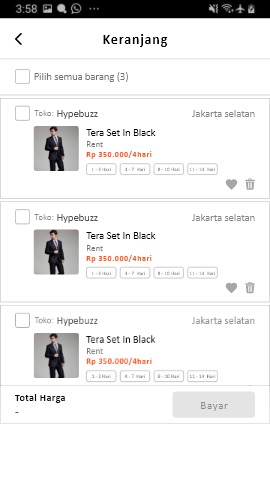 3:58
Keranjang
Pilih semua barang (3)
Toko: Hypebuzz Jakarta selatan
Tera Set In Black
Rent
Rp 350.000/4hari
1 - 3 Hari 4 - 7 Hari 8 - 10 Hari 11 - 14 Hari
Toko: Hypebuzz Jakarta selatan
Tera Set In Black
Rent
Rp 350.000/4hari
1 - 3 Hari 4 - 7 Hari 8 - 10 Hari 11 - 14 Hari
Toko: Hypebuzz Jakarta selatan
Tera Set In Black
Rent
Rp 350.000/4hari
1 - 3 Hari 4 - 7 Hari 8 - 10 Hari 11 - 14 Hari
Total Harga
-
Bayar